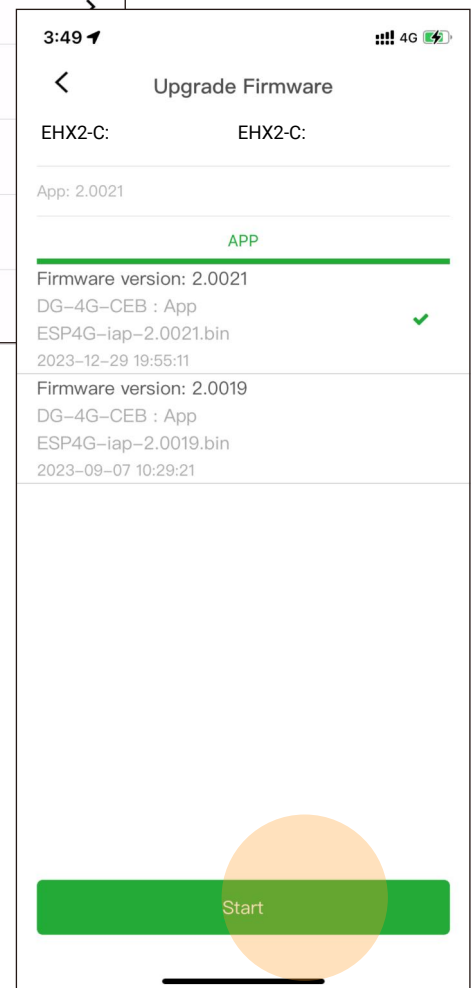 3:49 4G
Upgrade Firmware
EHX2-C: EHX2-C:
App: 2.0021
APP
Firmware version: 2.0021
DG-4G-CEB : App
ESP4G-iap-2.0021.bin
2023-12-29 19:55:11
Firmware version: 2.0019
DG-4G-CEB : App
ESP4G-iap-2.0019.bin
2023-09-07 10:29:21
Start